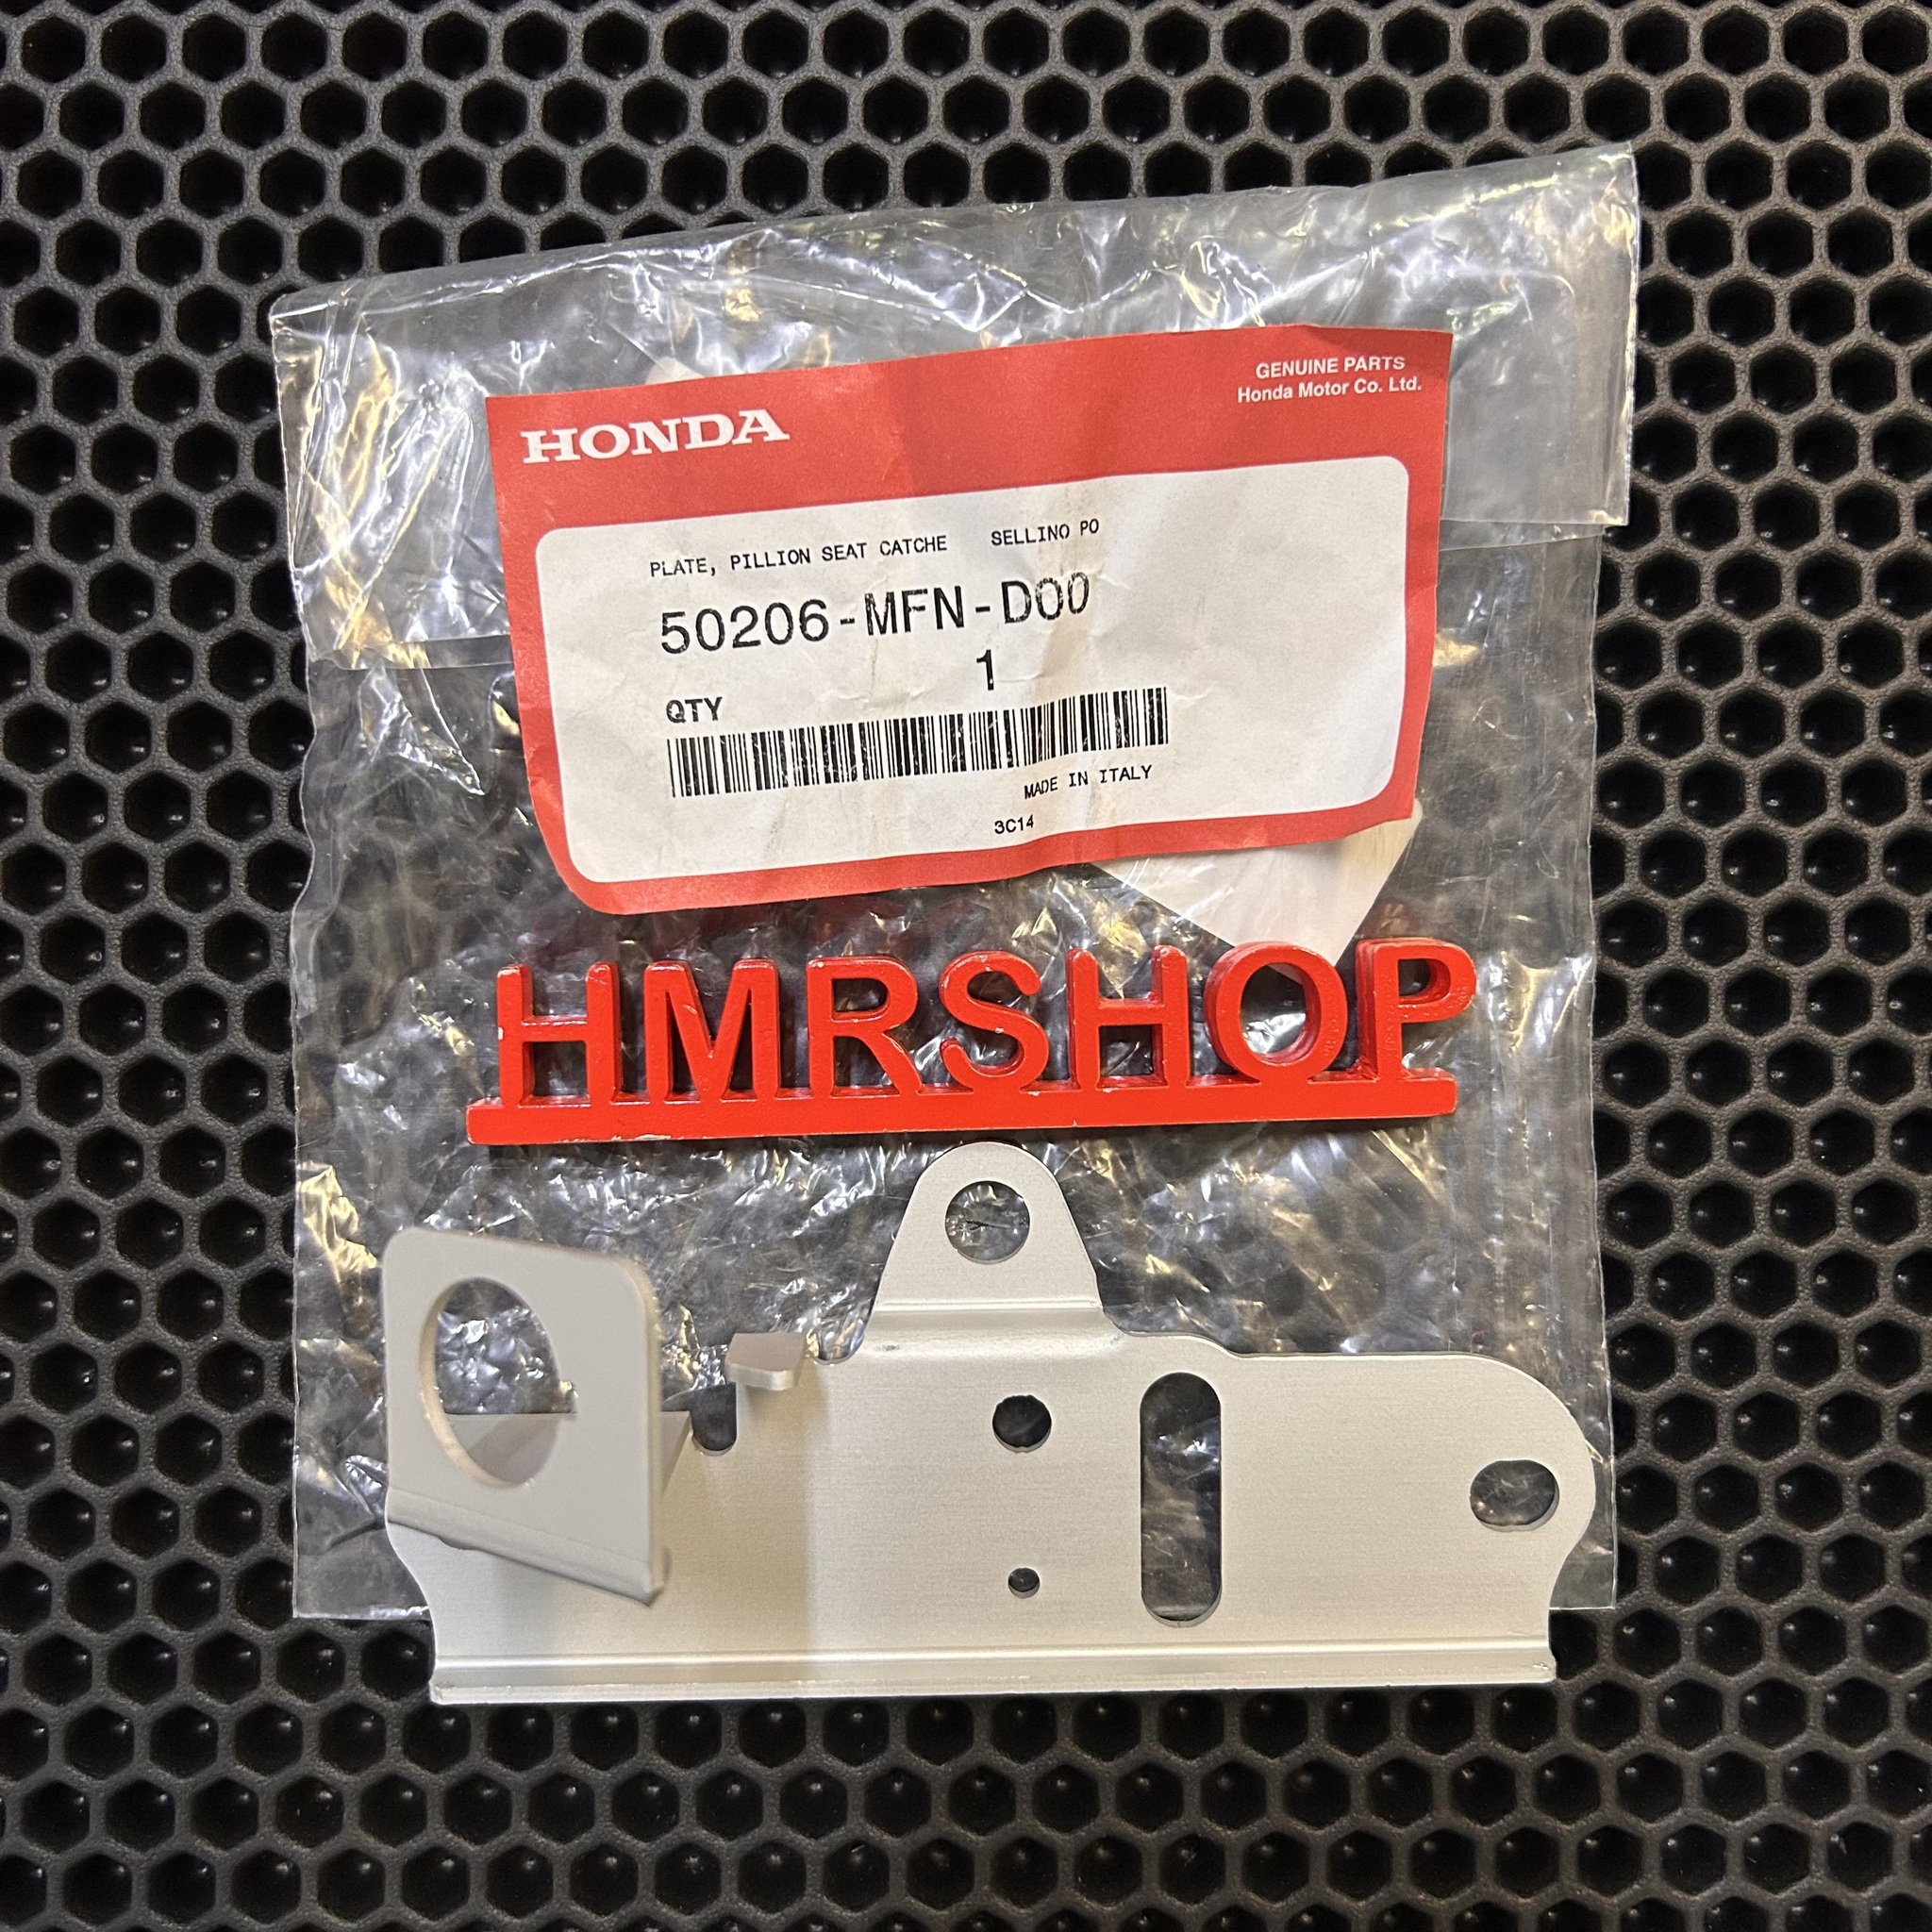 GENUINE PARTS
Honda Motor Co. Ltd.
HONDA
PLATE, PILLION SEAT CATCHE SELLINO PO
50206-MFN-D00
1
QTY
MADE IN ITALY
3C14
HMRSHOP